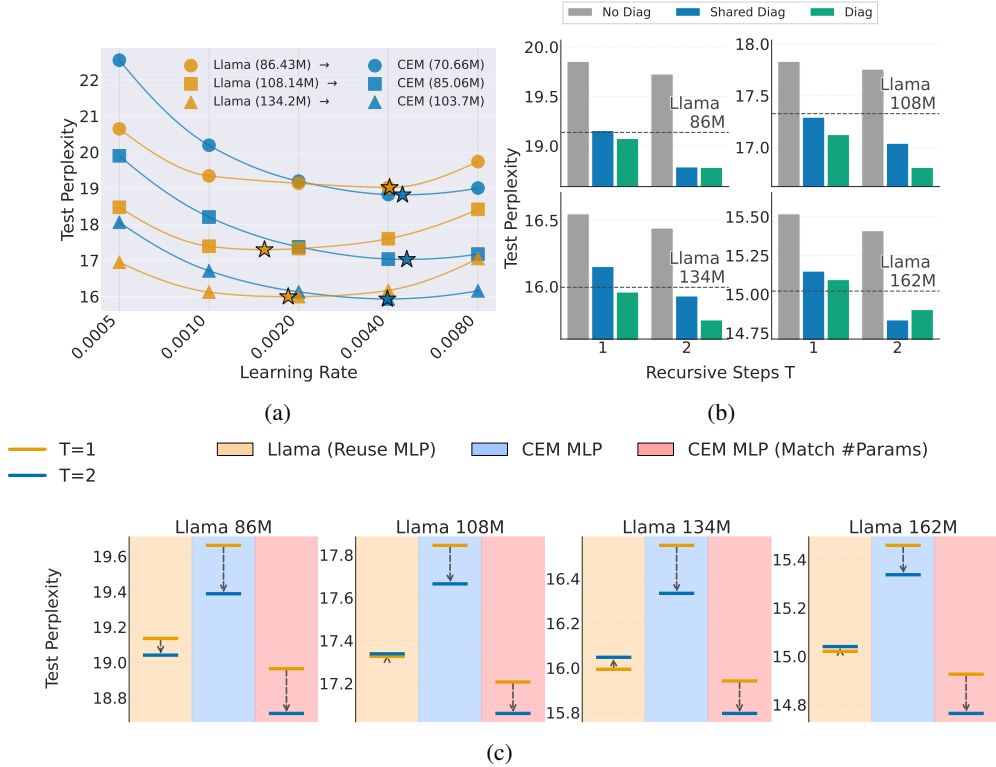 No Diag Shared Diag Diag
Llama (86.43M) → CEM (70.66M)
Llama (108.14M) → CEM (85.06M)
Llama (134.2M) → CEM (103.7M)
22
21
20
19
18
17
16
Test Perplexity
0.0005 0.0010 0.0020 0.0040 0.0080
Learning Rate
(a)
20.0
19.5
19.0
Llama
86M
18.0
17.5
17.0
Llama
108M
Test Perplexity
16.5
16.0
Llama
134M
15.50
15.25
15.00
14.75
Llama
162M
1 2 1 2
Recursive Steps T
(b)
T=1
T=2
Llama (Reuse MLP) CEM MLP CEM MLP (Match #Params)
Llama 86M Llama 108M Llama 134M Llama 162M
Test Perplexity
19.6
19.4
19.2
19.0
18.8
17.8
17.6
17.4
17.2
16.4
16.2
16.0
15.8
15.4
15.2
15.0
14.8
(c)